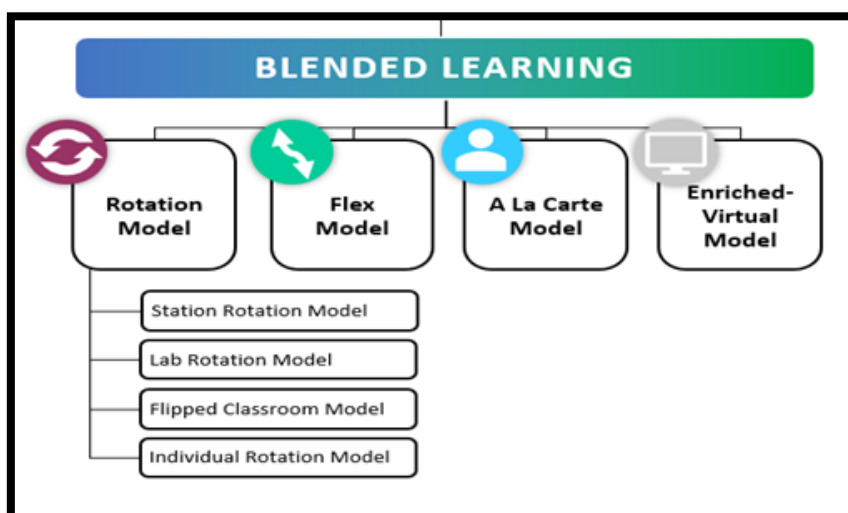 BLENDED LEARNING
Rotation
Model
Flex
Model
A La Carte
Model
Enriched-
Virtual
Model
Station Rotation Model
Lab Rotation Model
Flipped Classroom Model
Individual Rotation Model